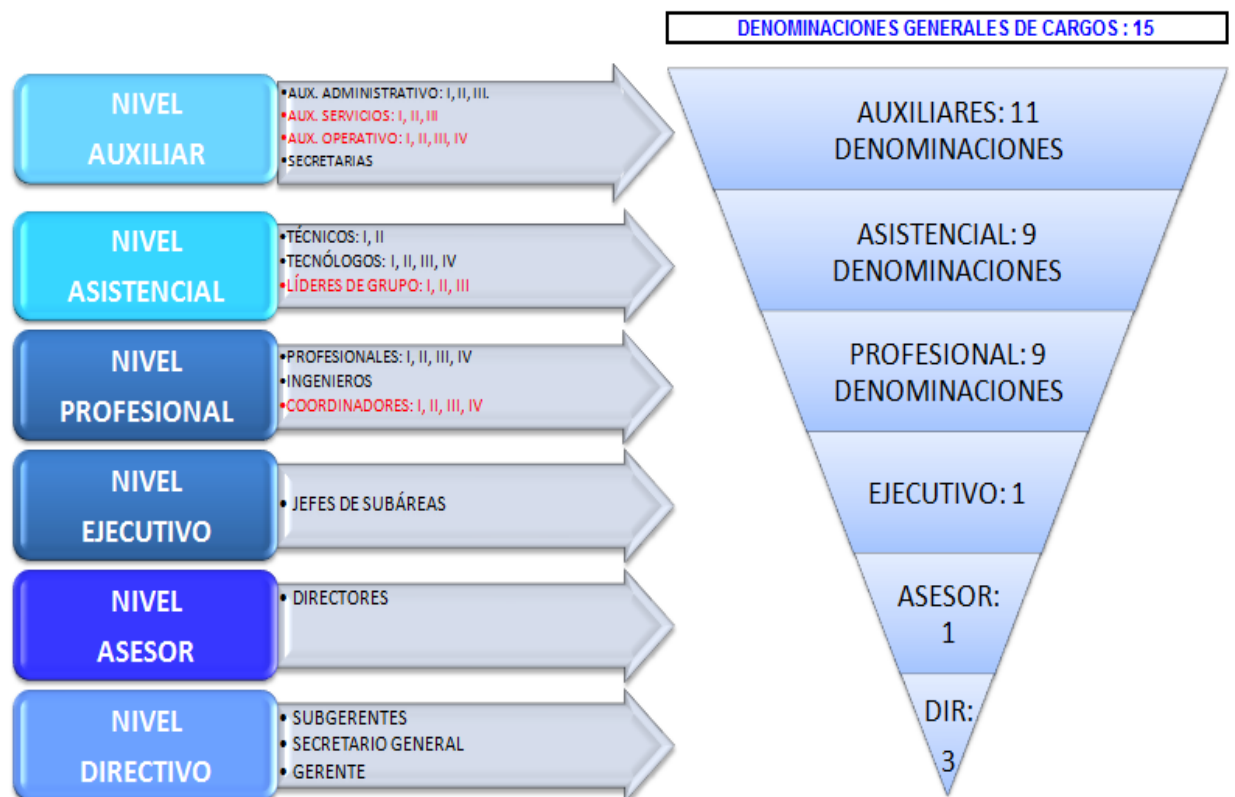 DENOMINACIONES GENERALES DE CARGOS : 15
NIVEL
AUXILIAR
•AUX. ADMINISTRATIVO: I, II, III.
•AUX. SERVICIOS: I, II, III
•AUX. OPERATIVO: I, II, III, IV
•SECRETARIAS
AUXILIARES: 11
DENOMINACIONES
NIVEL
ASISTENCIAL
•TÉCNICOS: I, II
•TECNÓLOGOS: I, II, III, IV
•LÍDERES DE GRUPO: I, II, III
ASISTENCIAL: 9
DENOMINACIONES
NIVEL
PROFESIONAL
•PROFESIONALES: I, II, III, IV
•INGENIEROS
•COORDINADORES: I, II, III, IV
PROFESIONAL: 9
DENOMINACIONES
NIVEL
EJECUTIVO
• JEFES DE SUBÁREAS
EJECUTIVO: 1
NIVEL
ASESOR
• DIRECTORES
ASESOR:
1
NIVEL
DIRECTIVO
• SUBGERENTES
• SECRETARIO GENERAL
• GERENTE
DIR:
3